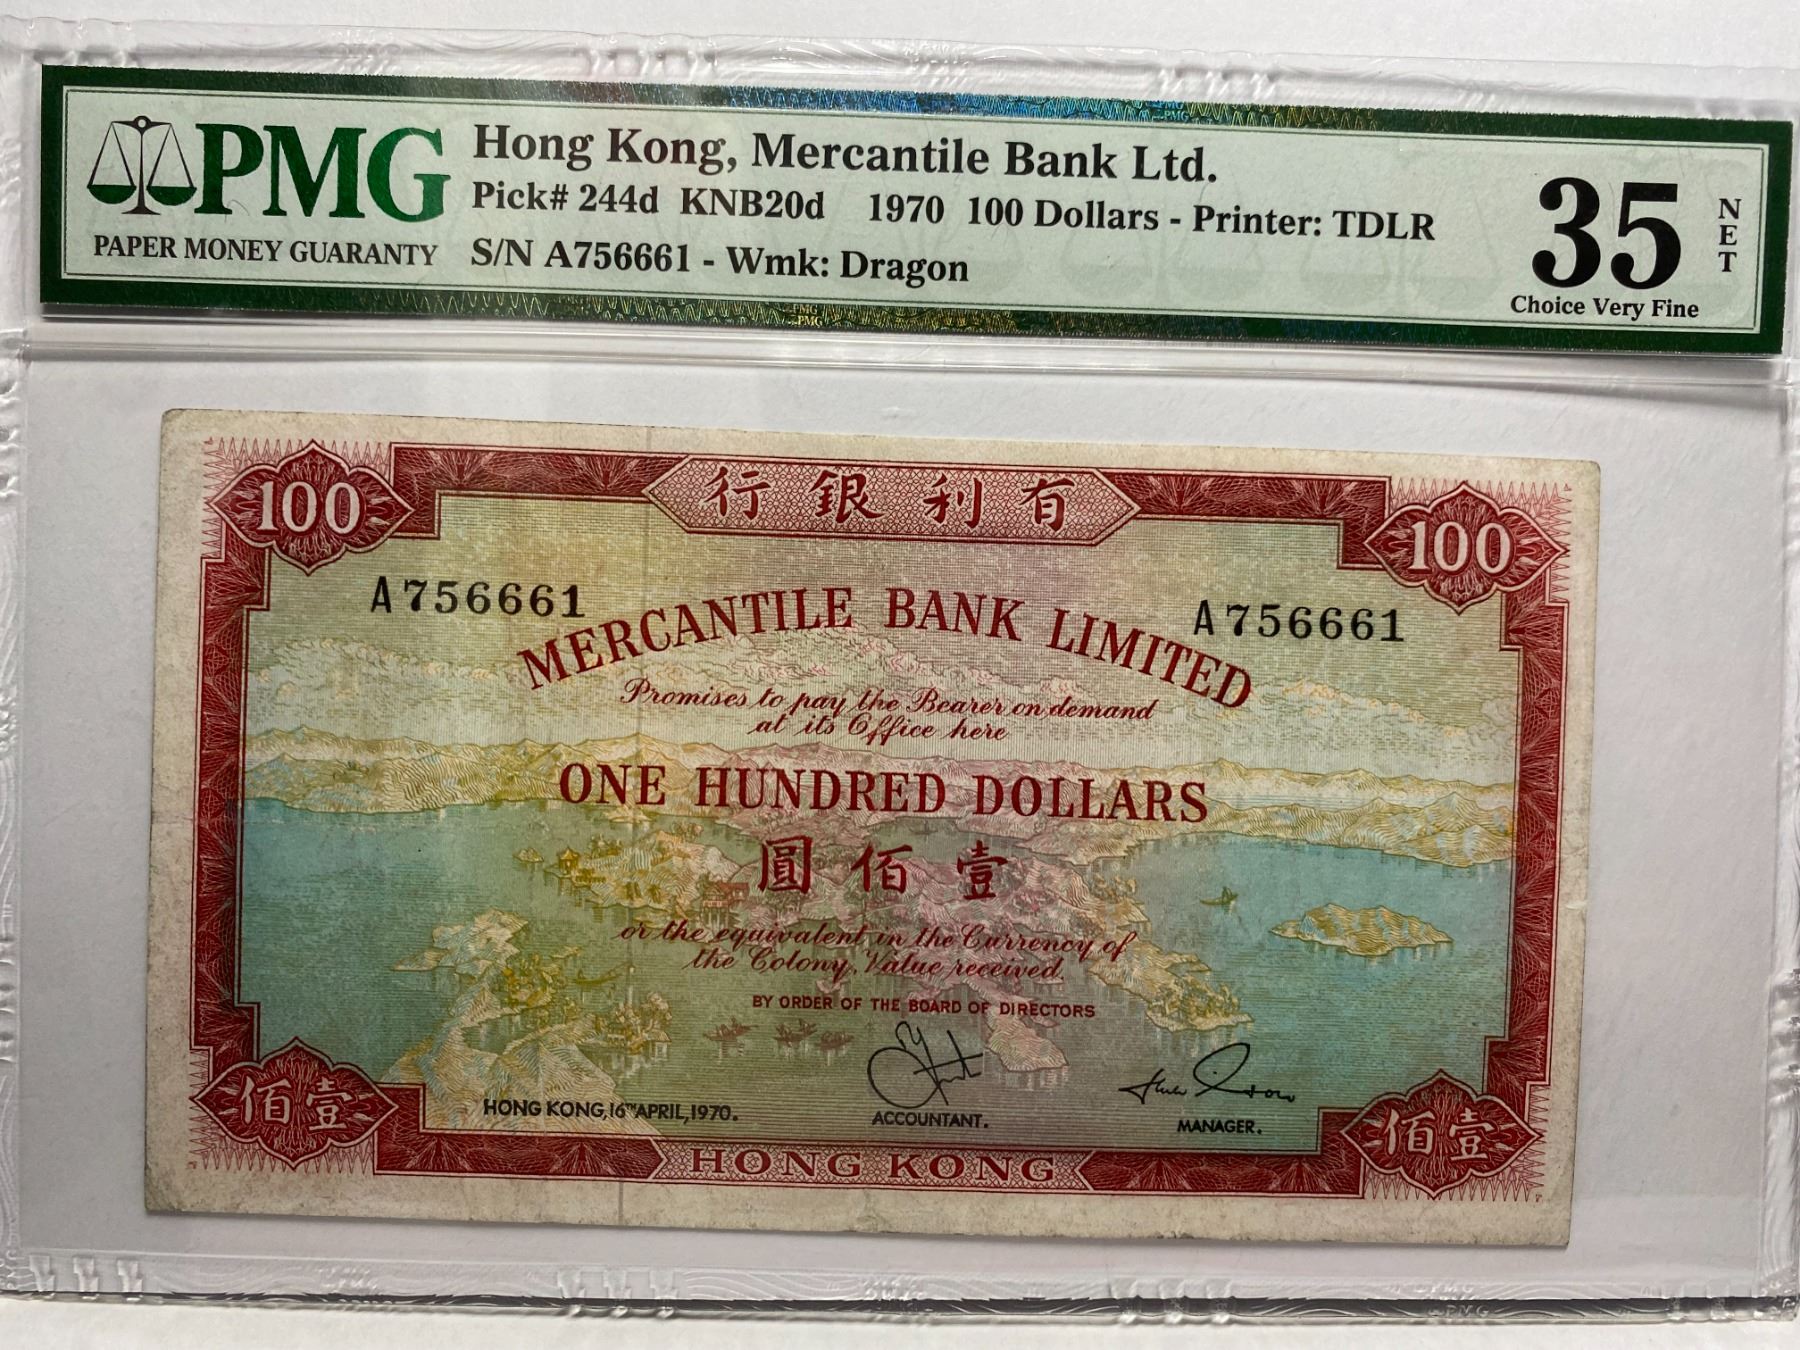 PMG
PAPER MONEY GUARANTY
Hong Kong, Mercantile Bank Ltd.
Pick# 244d KNB20d 1970 100 Dollars - Printer: TDLR
S/N A756661 - Wmk: Dragon
35
NET
Choice Very Fine
行銀利有
100
100
A756661
A756661
MERCANTILE BANK LIMITED
Promises to pay the Bearer on demand
at its Office here
ONE HUNDRED DOLLARS
圓佰壹
or the equivalent in the Currency of
the Colony, Value received.
BY ORDER OF THE BOARD OF DIRECTORS
HONG KONG, 16TH APRIL, 1970.
ACCOUNTANT.
MANAGER.
佰壹
佰壹
HONG KONG